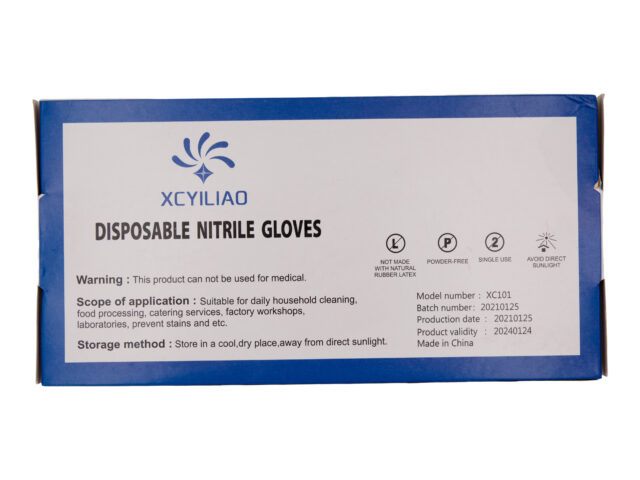 XCYILIAO
DISPOSABLE NITRILE GLOVES
L
P
2
NOT MADE
WITH NATURAL
RUBBER LATEX
POWDER-FREE
SINGLE USE
AVOID DIRECT
SUNLIGHT
Warning : This product can not be used for medical.
Scope of application : Suitable for daily household cleaning,
food processing, catering services, factory workshops,
laboratories, prevent stains and etc.
Storage method : Store in a cool,dry place,away from direct sunlight.
Model number : XC101
Batch number: 20210125
Production date : 20210125
Product validity : 20240124
Made in China